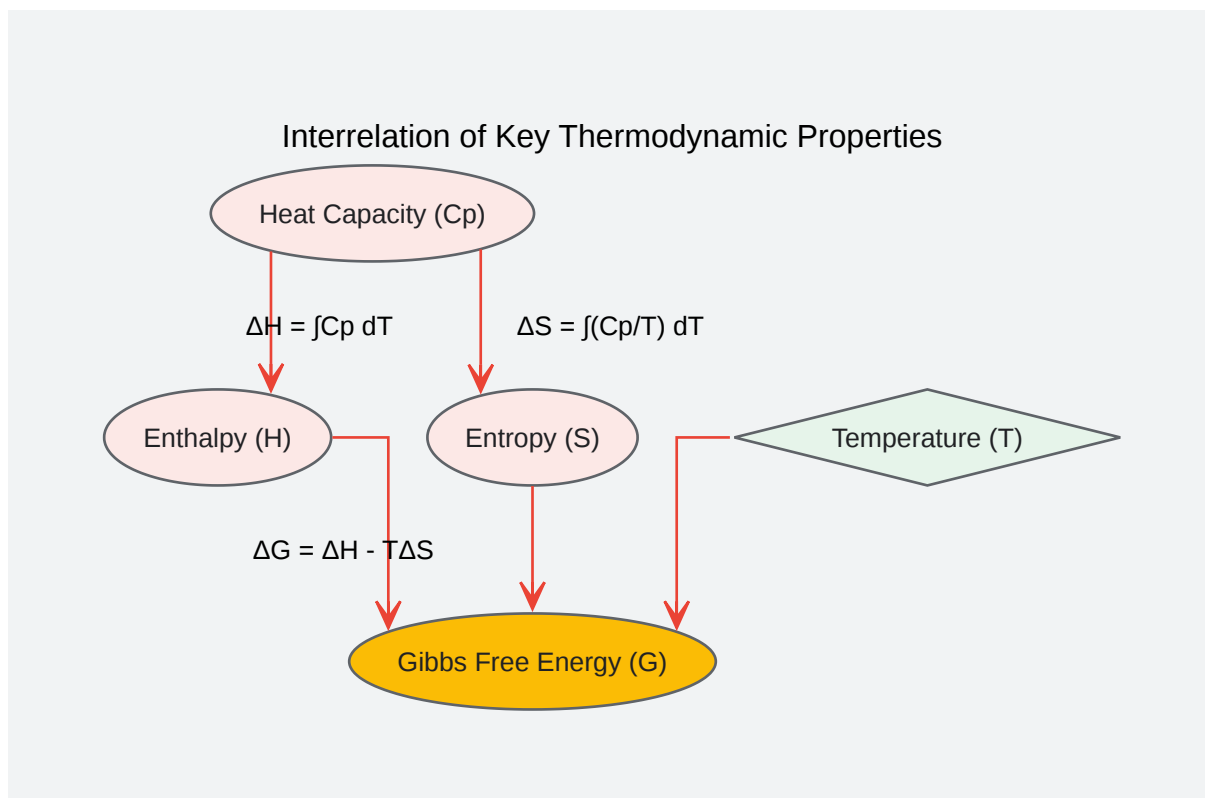 Interrelation of Key Thermodynamic Properties
Heat Capacity (Cp)
ΔH = ∫Cp dT
ΔS = ∫(Cp/T) dT
Enthalpy (H)
Entropy (S)
Temperature (T)
ΔG = ΔH - TΔS
Gibbs Free Energy (G)